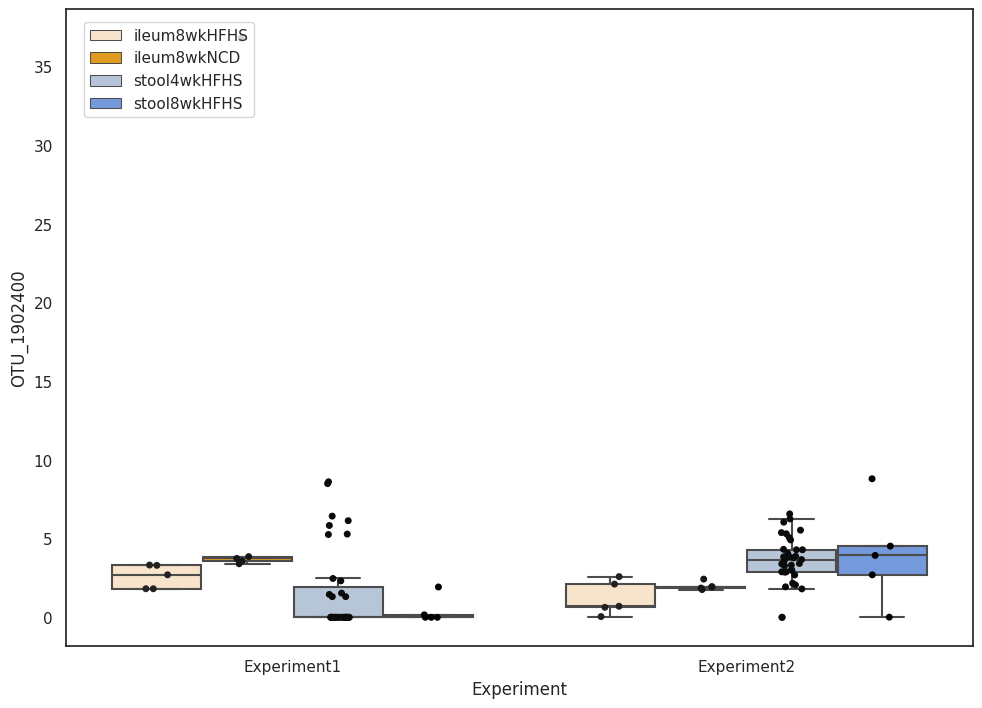 ileum8wkHFHS
ileum8wkNCD
stool4wkHFHS
stool8wkHFHS
35
30
25
20
15
10
5
0
OTU_1902400
Experiment1
Experiment2
Experiment